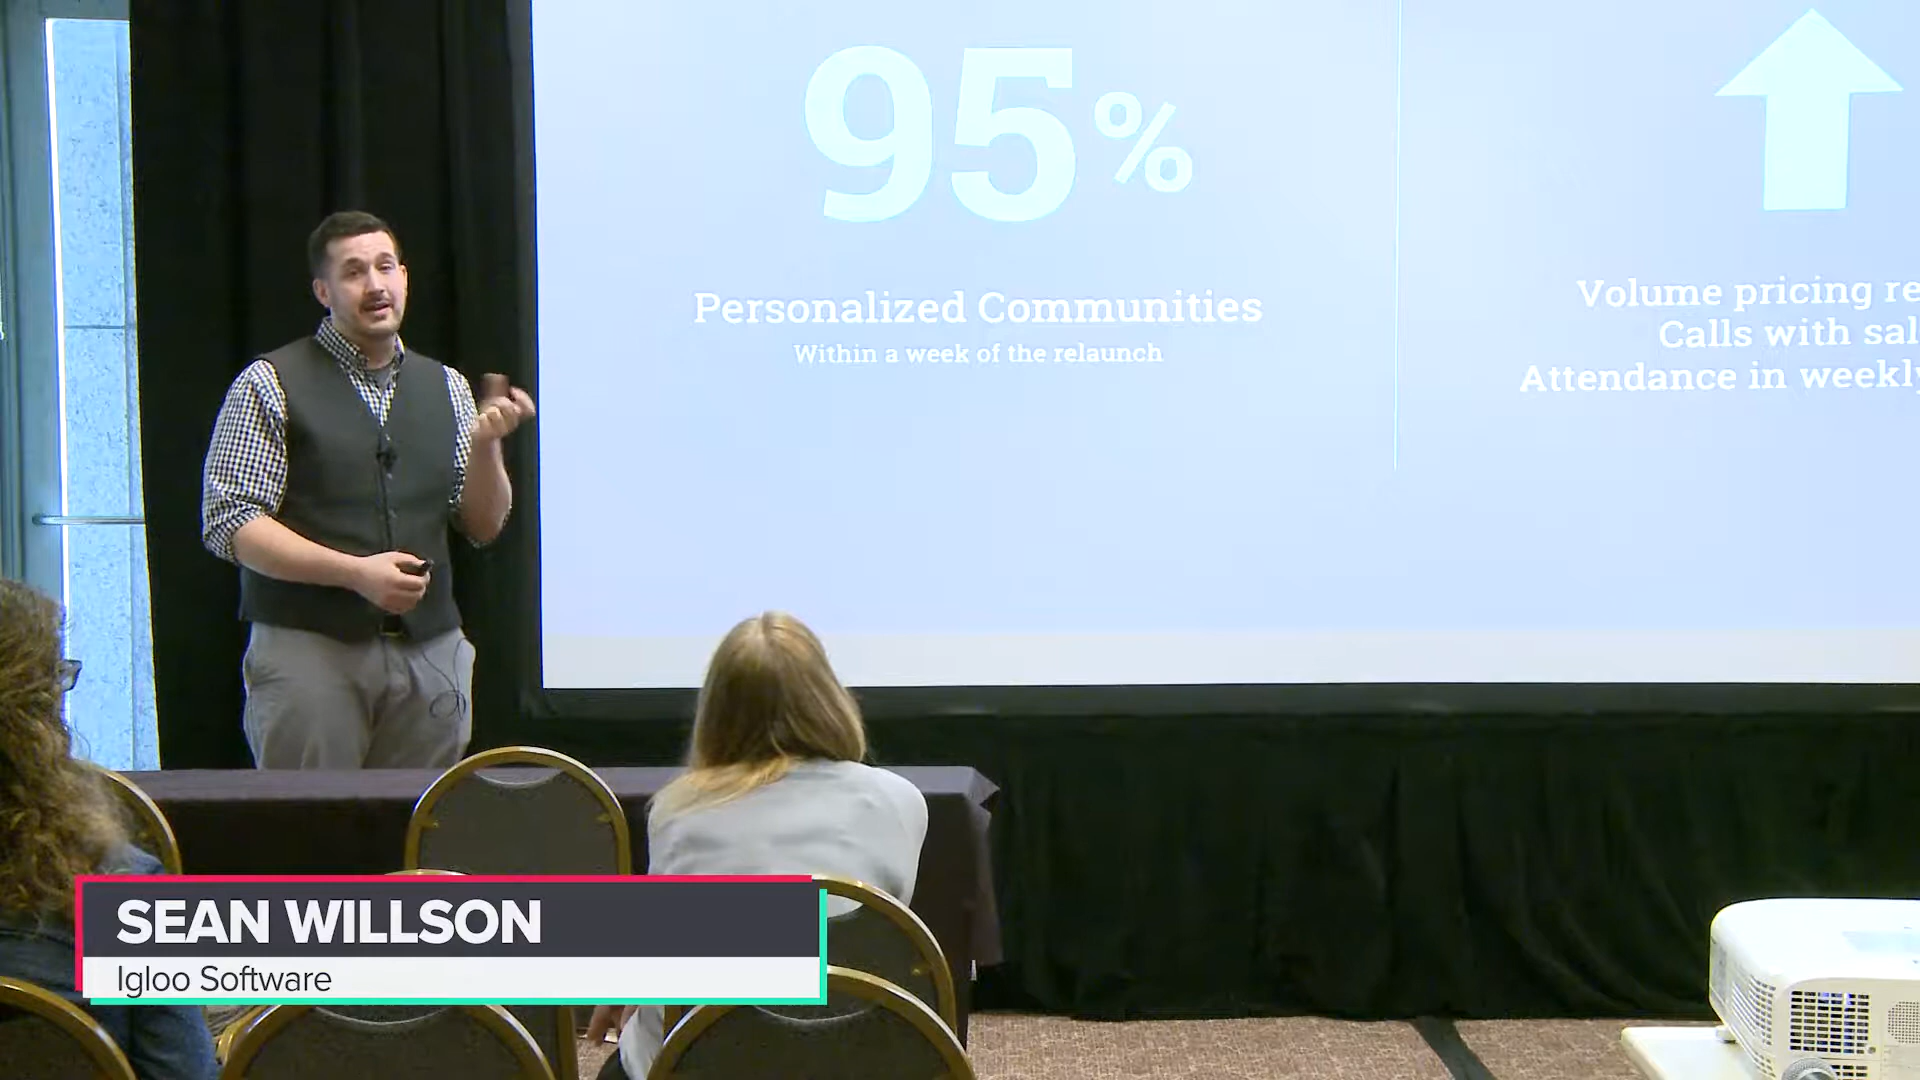 95%
Personalized Communities
Within a week of the relaunch
Volume pricing
Calls with
Attendance in
SEAN WILLSON
Igloo Software